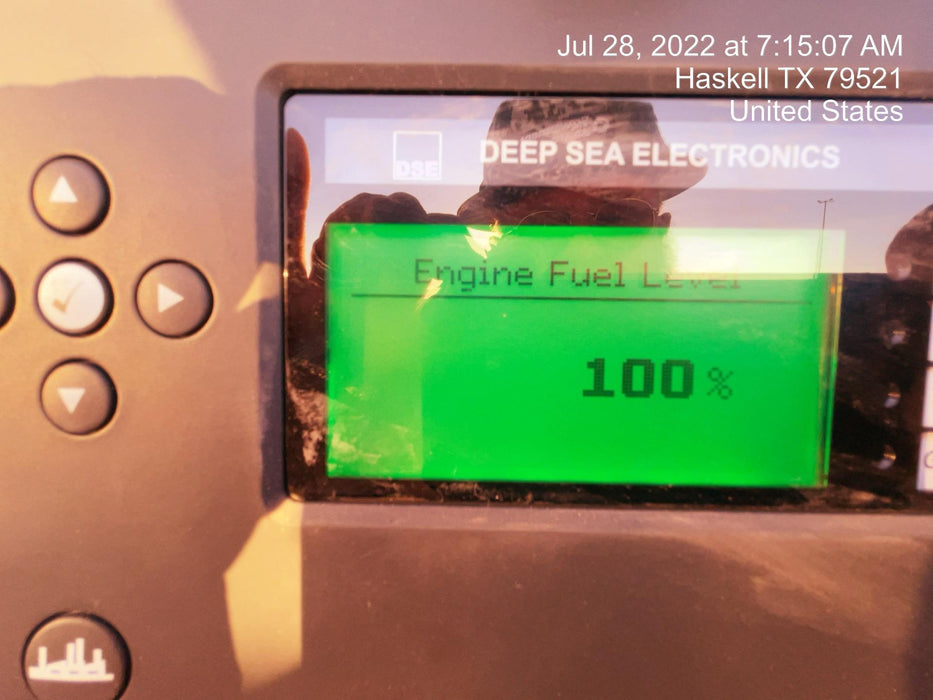 Jul 28, 2022 at 7:15:07 AM
Haskell TX 79521
United States
DSE
DEEP SEA ELECTRONICS
Engine Fuel Level
100 %